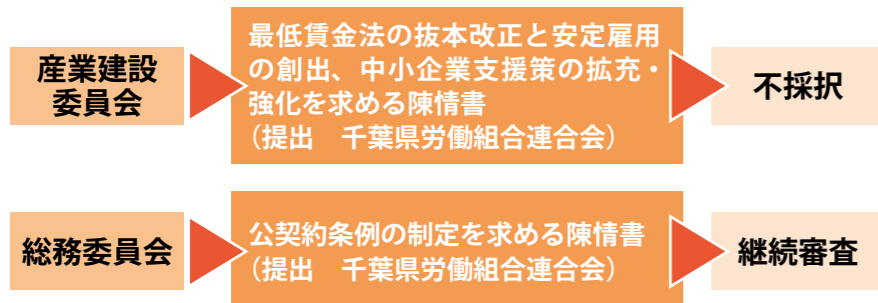 産業建設
委員会
最低賃金法の抜本改正と安定雇用
の創出、中小企業支援策の拡充・
強化を求める陳情書
（提出　千葉県労働組合連合会）
不採択
総務委員会
公契約条例の制定を求める陳情書
（提出　千葉県労働組合連合会）
継続審査